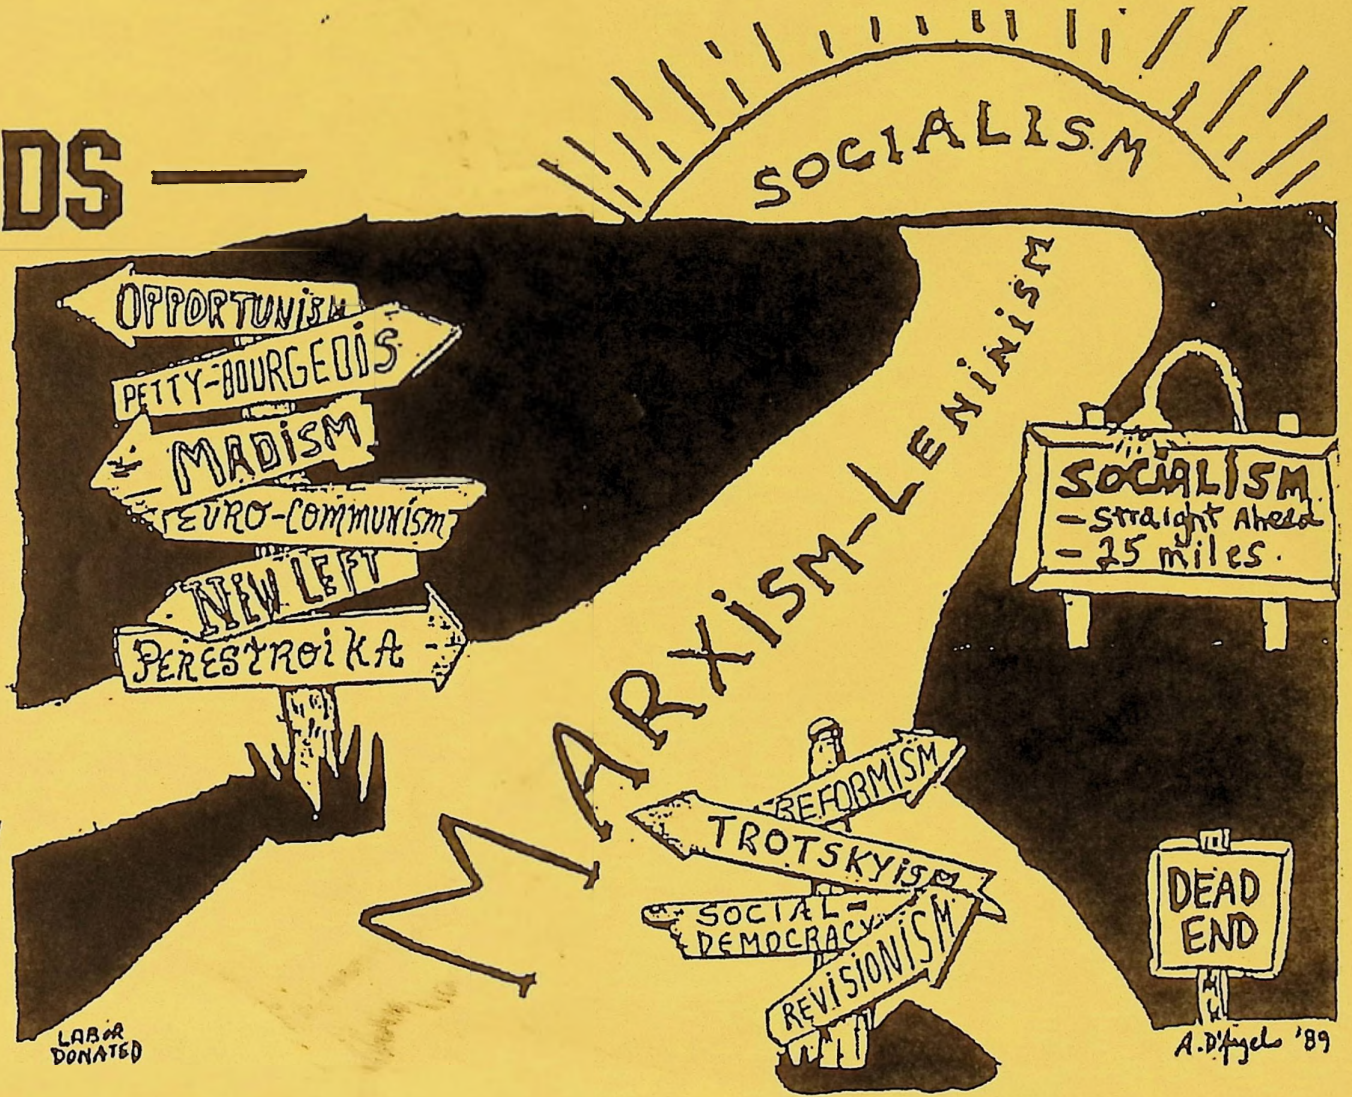 DS —
SOCIALISM
OPPORTUNISM
PETTY-BOURGEOIS
MAOISM
EURO-COMMUNISM
NEW LEFT
PERESTROIKA
MARXISM-LENINISM
SOCIALISM
- Straight Ahead
- 25 miles.
REFORMISM
TROTSKYISM
SOCIAL-
DEMOCRACY
REVISIONISM
DEAD
END
LABOR
DONATED
A. D'Angelo '89